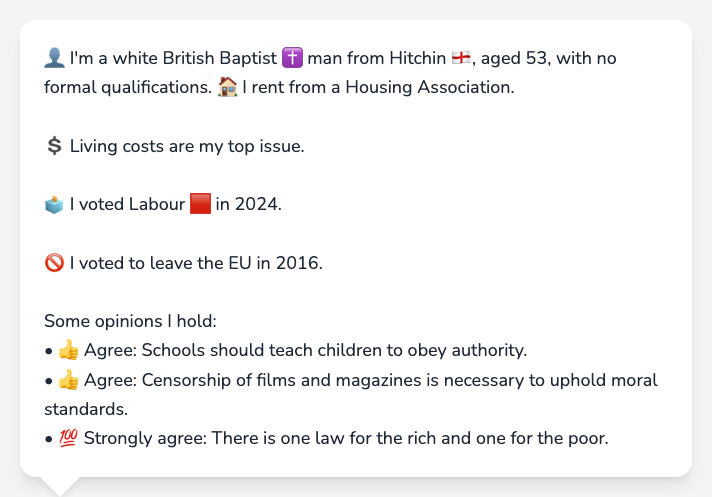 👤 I'm a white British Baptist ✝️ man from Hitchin 🏴󠁧󠁢󠁥󠁮󠁧󠁿, aged 53, with no
formal qualifications. 🏠 I rent from a Housing Association.
💲 Living costs are my top issue.
🗳️ I voted Labour 🟥 in 2024.
🚫 I voted to leave the EU in 2016.
Some opinions I hold:
• 👍 Agree: Schools should teach children to obey authority.
• 👍 Agree: Censorship of films and magazines is necessary to uphold moral
standards.
• 💯 Strongly agree: There is one law for the rich and one for the poor.